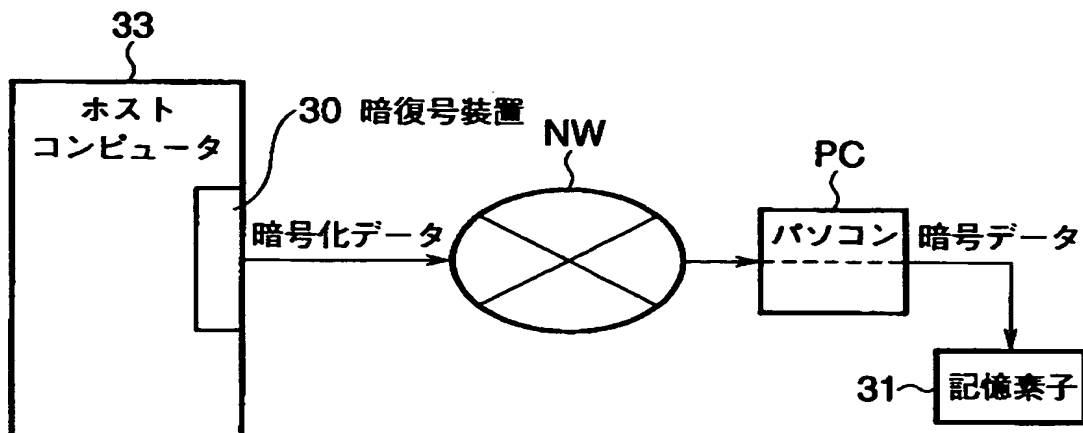 33
ホスト
コンピュータ
30 暗復号装置
暗号化データ
NW
PC
パソコン
暗号データ
31
記憶素子